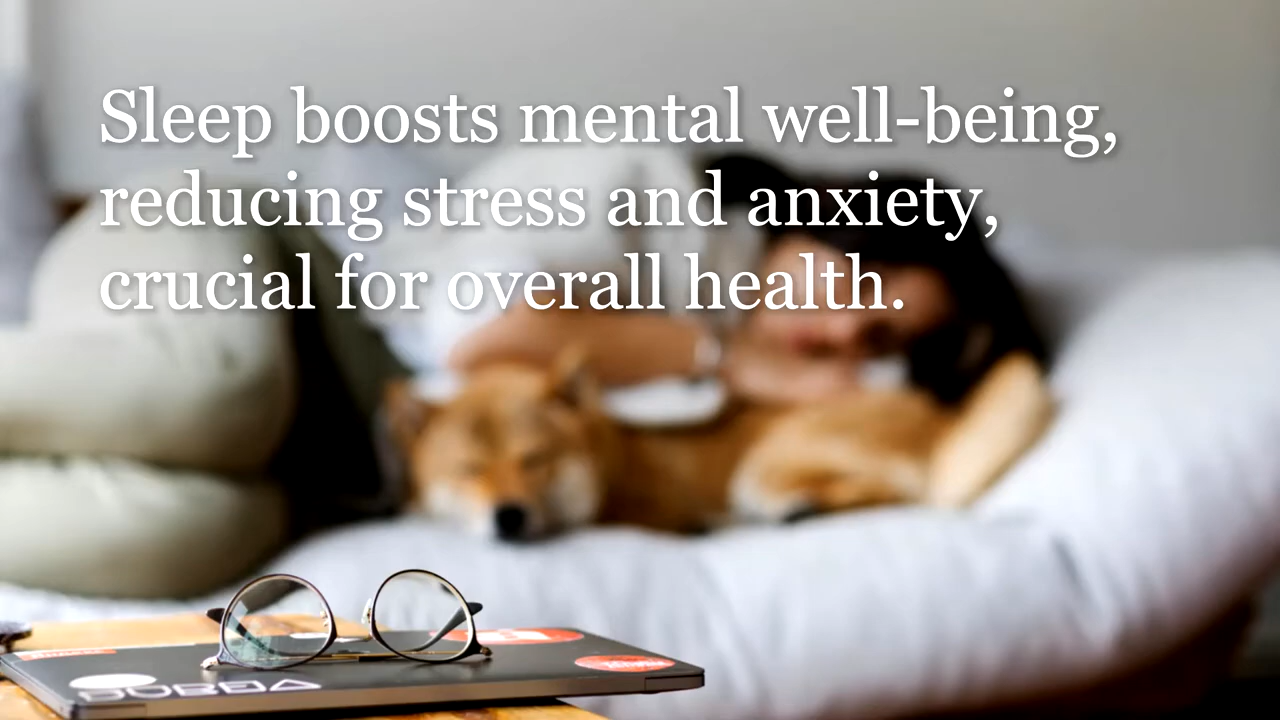 Sleep boosts mental well-being,
reducing stress and anxiety,
crucial for overall health.